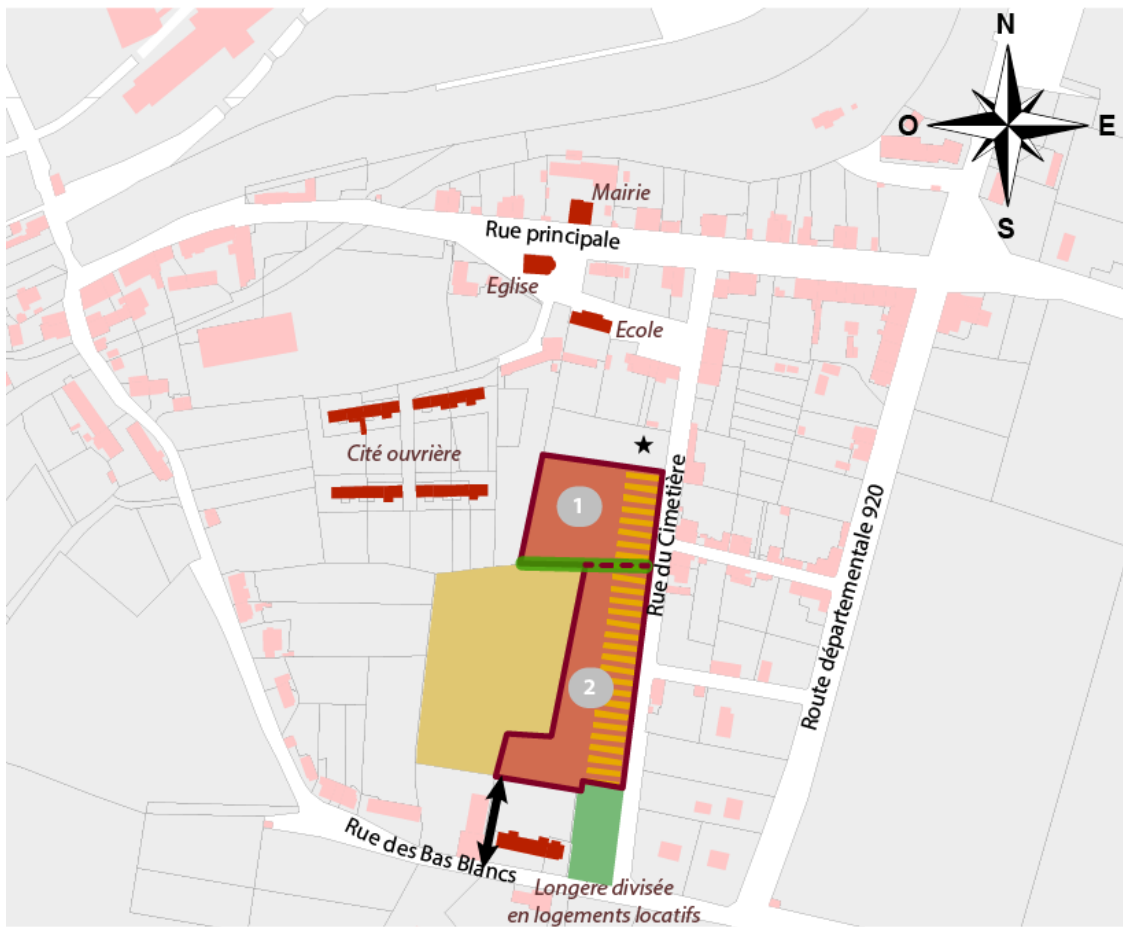 N
O
E
S
Mairie
Rue principale
Eglise
Ecole
Cité ouvrière
1
Rue du Cimetière
2
Route départementale 920
Rue des Bas Blancs
Longère divisée
en logements locatifs